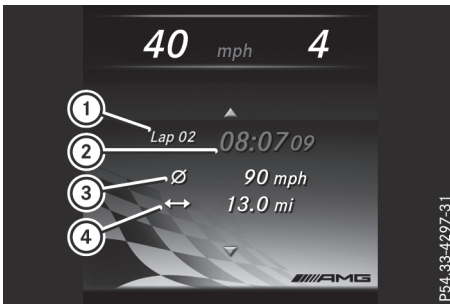 40 mph 4
1
Lap 02 08:07 09
2
3
Ø 90 mph
4
↔ 13.0 mi
AMG
P54.33-4297-31